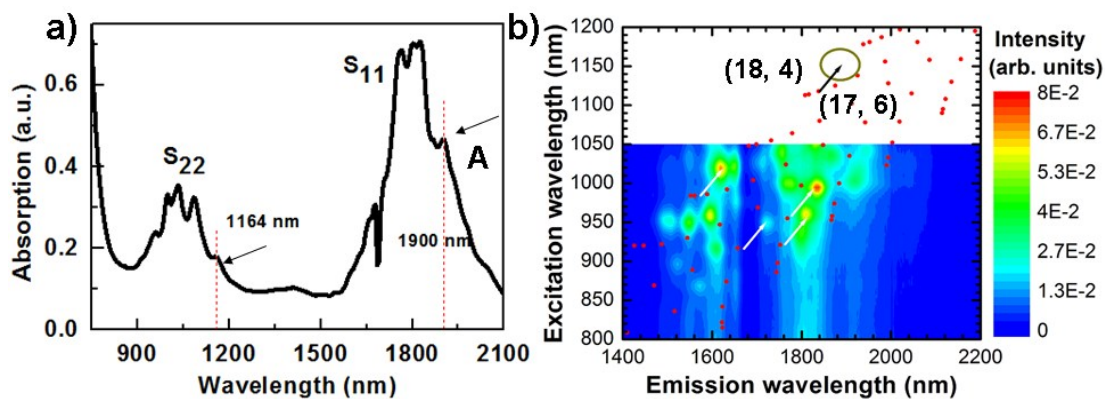 a)
Absorption (a.u.)
0.6
0.4
0.2
0.0
S22
S11
A
1164 nm
1900 nm
900
1200
1500
1800
2100
Wavelength (nm)
b)
Excitation wavelength (nm)
1200
1150
1100
1050
1000
950
900
850
800
(18, 4)
(17, 6)
1400
1600
1800
2000
2200
Emission wavelength (nm)
Intensity
(arb. units)
8E-2
6.7E-2
5.3E-2
4E-2
2.7E-2
1.3E-2
0